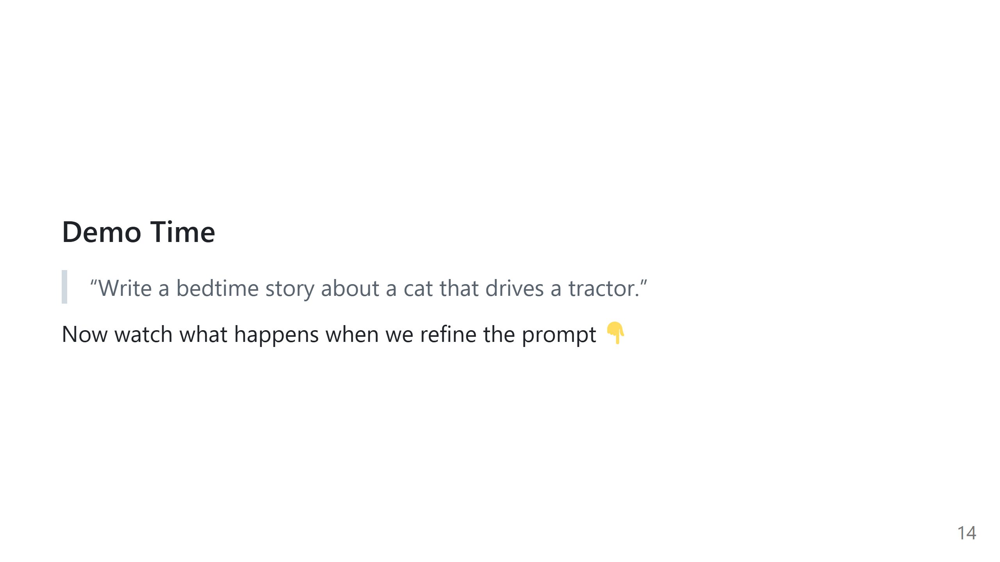 Demo Time
“Write a bedtime story about a cat that drives a tractor.”
Now watch what happens when we refine the prompt 👇
14